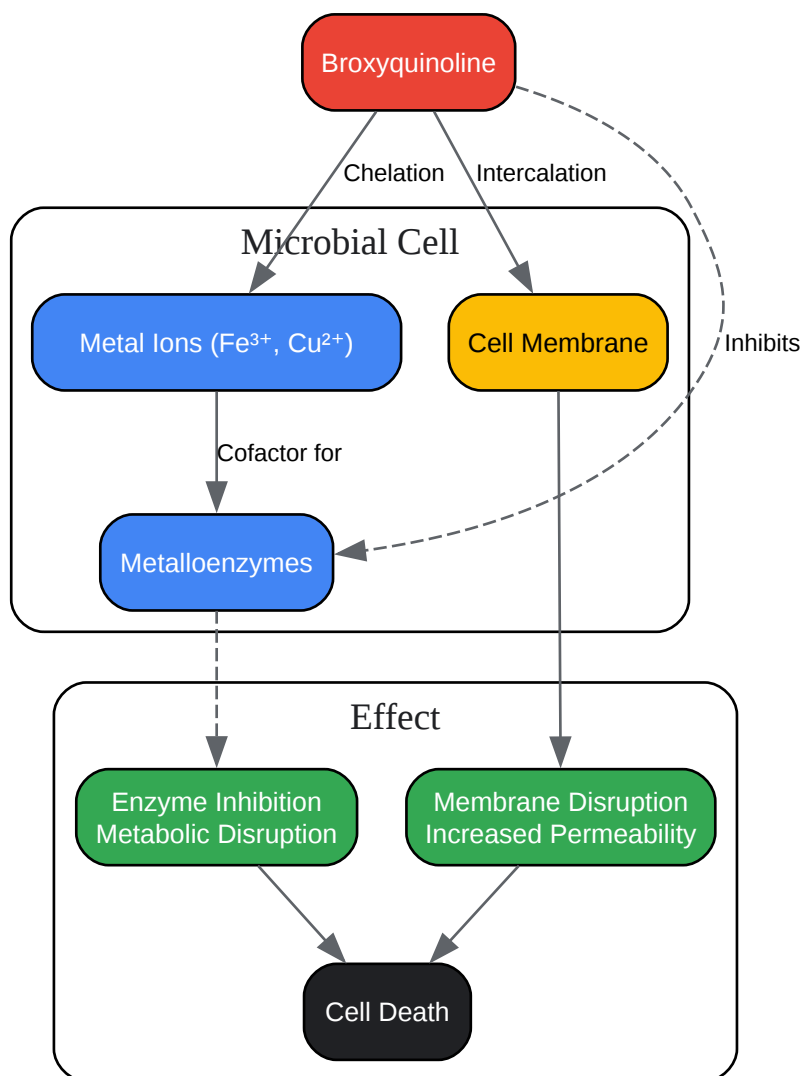 Broxyquinoline
Chelation
Intercalation
Microbial Cell
Metal Ions (Fe³⁺, Cu²⁺)
Cell Membrane
Inhibits
Cofactor for
Metalloenzymes
Effect
Enzyme Inhibition
Metabolic Disruption
Membrane Disruption
Increased Permeability
Cell Death